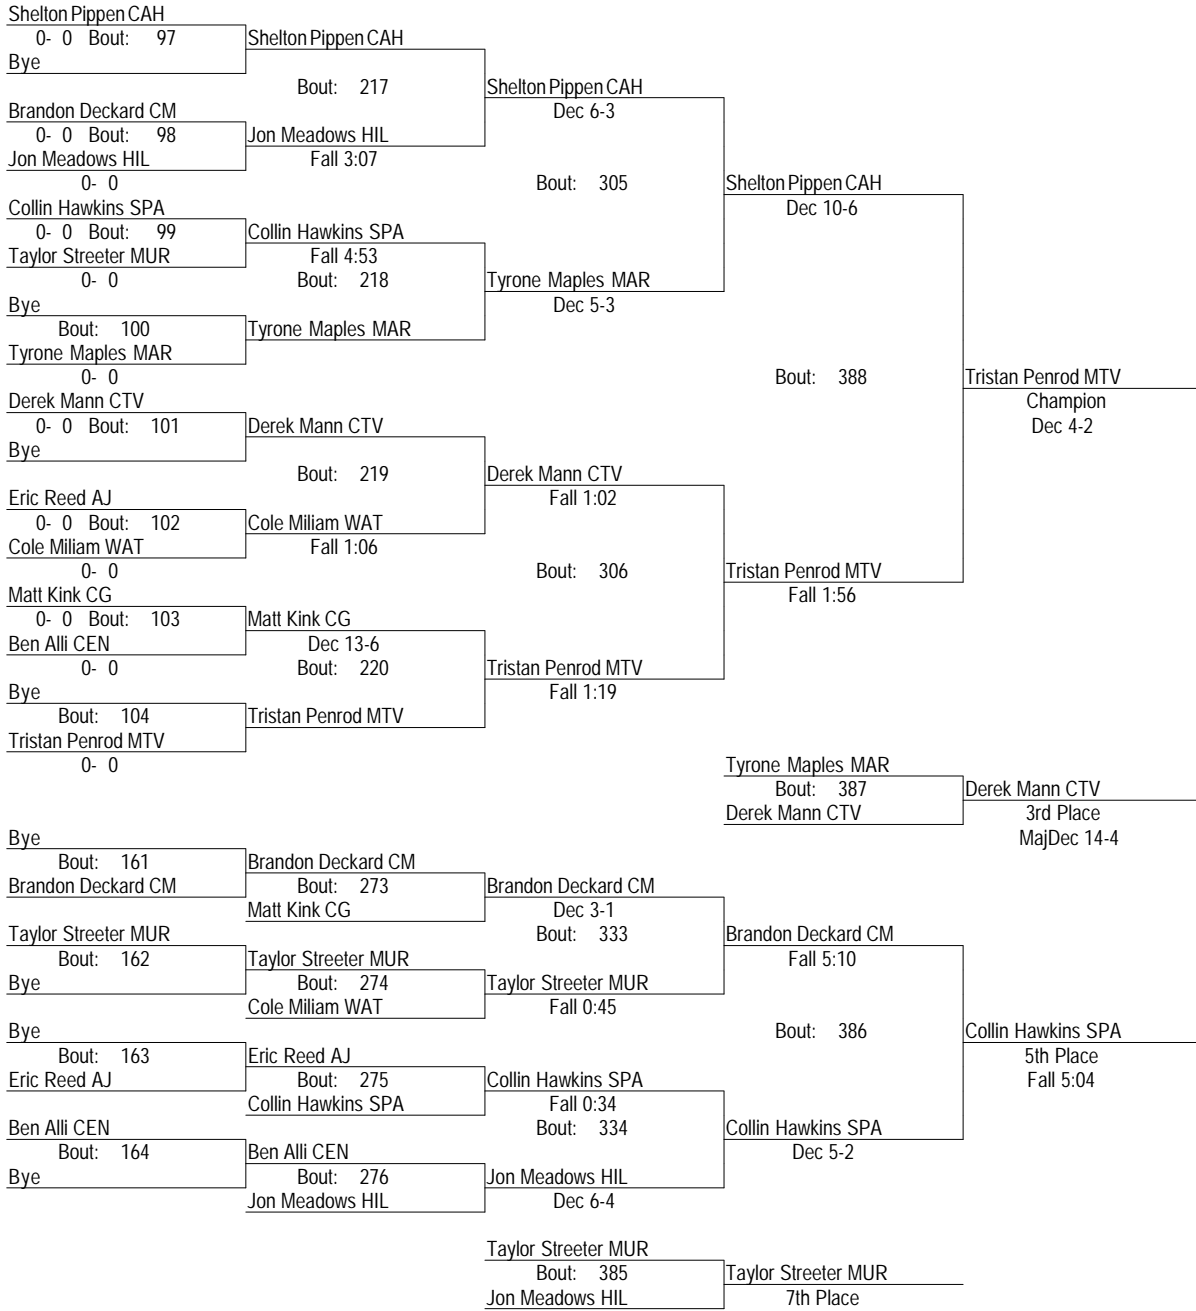 Shelton Pippen CAH
0- 0 Bout: 97
Shelton Pippen CAH
Bye
Bout: 217
Shelton Pippen CAH
Brandon Deckard CM
Dec 6-3
0- 0 Bout: 98
Jon Meadows HIL
Jon Meadows HIL
Fall 3:07
0- 0
Bout: 305
Shelton Pippen CAH
Collin Hawkins SPA
Dec 10-6
0- 0 Bout: 99
Collin Hawkins SPA
Taylor Streeter MUR
Fall 4:53
0- 0
Bout: 218
Tyrone Maples MAR
Bye
Dec 5-3
Bout: 100
Tyrone Maples MAR
Tyrone Maples MAR
0- 0
Bout: 388
Tristan Penrod MTV
Derek Mann CTV
Champion
0- 0 Bout: 101
Derek Mann CTV
Dec 4-2
Bye
Bout: 219
Derek Mann CTV
Eric Reed AJ
Fall 1:02
0- 0 Bout: 102
Cole Miliam WAT
Cole Miliam WAT
Fall 1:06
0- 0
Bout: 306
Tristan Penrod MTV
Matt Kink CG
Fall 1:56
0- 0 Bout: 103
Matt Kink CG
Ben Alli CEN
Dec 13-6
0- 0
Bout: 220
Tristan Penrod MTV
Bye
Fall 1:19
Bout: 104
Tristan Penrod MTV
Tristan Penrod MTV
0- 0
Tyrone Maples MAR
Bout: 387
Derek Mann CTV
Derek Mann CTV
3rd Place
MajDec 14-4
Bye
Bout: 161
Brandon Deckard CM
Brandon Deckard CM
Bout: 273
Brandon Deckard CM
Matt Kink CG
Dec 3-1
Taylor Streeter MUR
Bout: 333
Brandon Deckard CM
Bout: 162
Taylor Streeter MUR
Fall 5:10
Bye
Bout: 274
Taylor Streeter MUR
Cole Miliam WAT
Fall 0:45
Bye
Bout: 386
Collin Hawkins SPA
Bout: 163
Eric Reed AJ
5th Place
Eric Reed AJ
Bout: 275
Collin Hawkins SPA
Fall 5:04
Collin Hawkins SPA
Fall 0:34
Ben Alli CEN
Bout: 334
Collin Hawkins SPA
Bout: 164
Ben Alli CEN
Dec 5-2
Bye
Bout: 276
Jon Meadows HIL
Jon Meadows HIL
Dec 6-4
Taylor Streeter MUR
Bout: 385
Taylor Streeter MUR
Jon Meadows HIL
7th Place